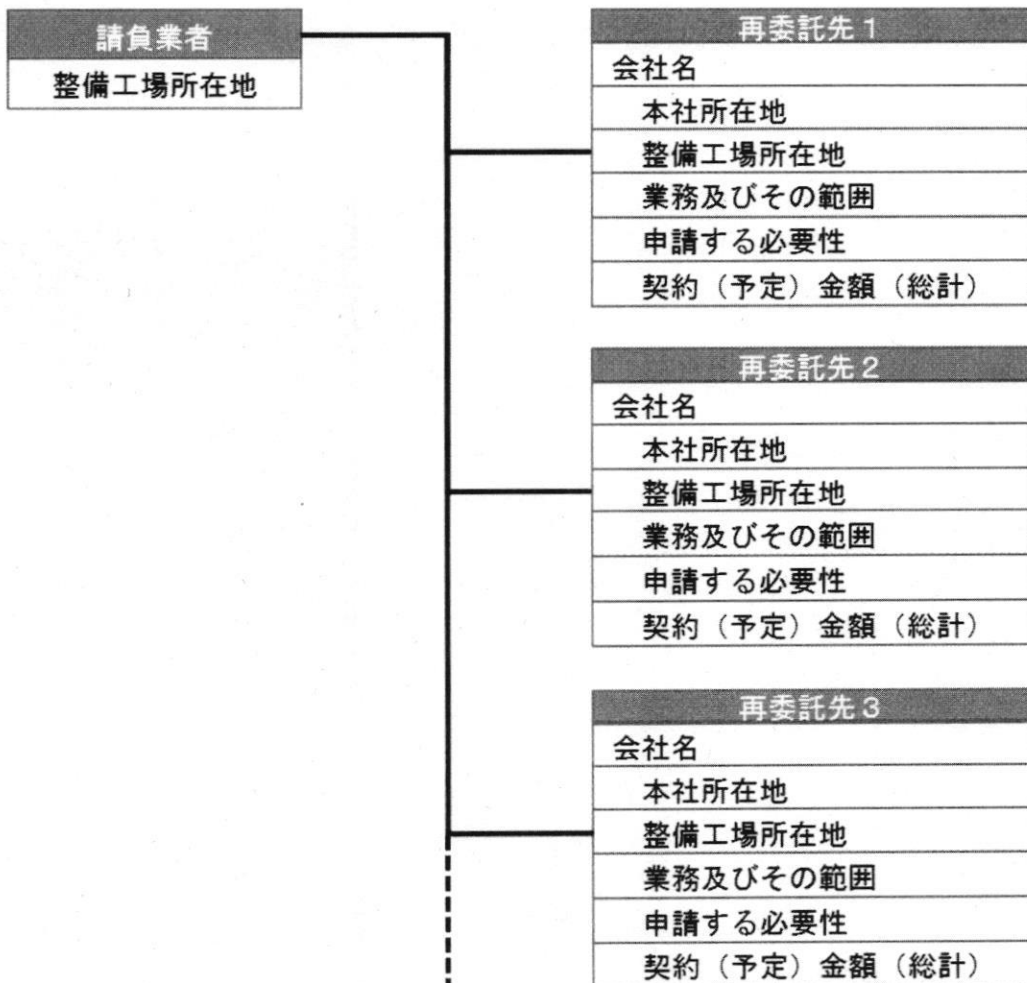 請負業者
整備工場所在地
再委託先1
会社名
本社所在地
整備工場所在地
業務及びその範囲
申請する必要性
契約（予定）金額（総計）
再委託先2
会社名
本社所在地
整備工場所在地
業務及びその範囲
申請する必要性
契約（予定）金額（総計）
再委託先3
会社名
本社所在地
整備工場所在地
業務及びその範囲
申請する必要性
契約（予定）金額（総計）